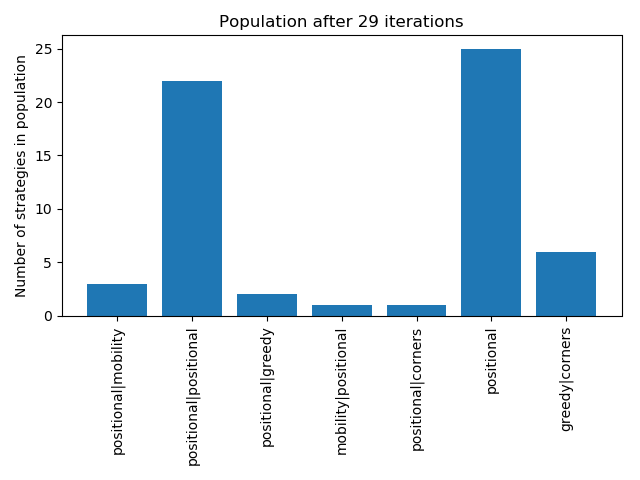 Population after 29 iterations
Number of strategies in population
25
20
15
10
5
0
positional|mobility
positional|positional
positional|greedy
mobility|positional
positional|corners
positional
greedy|corners